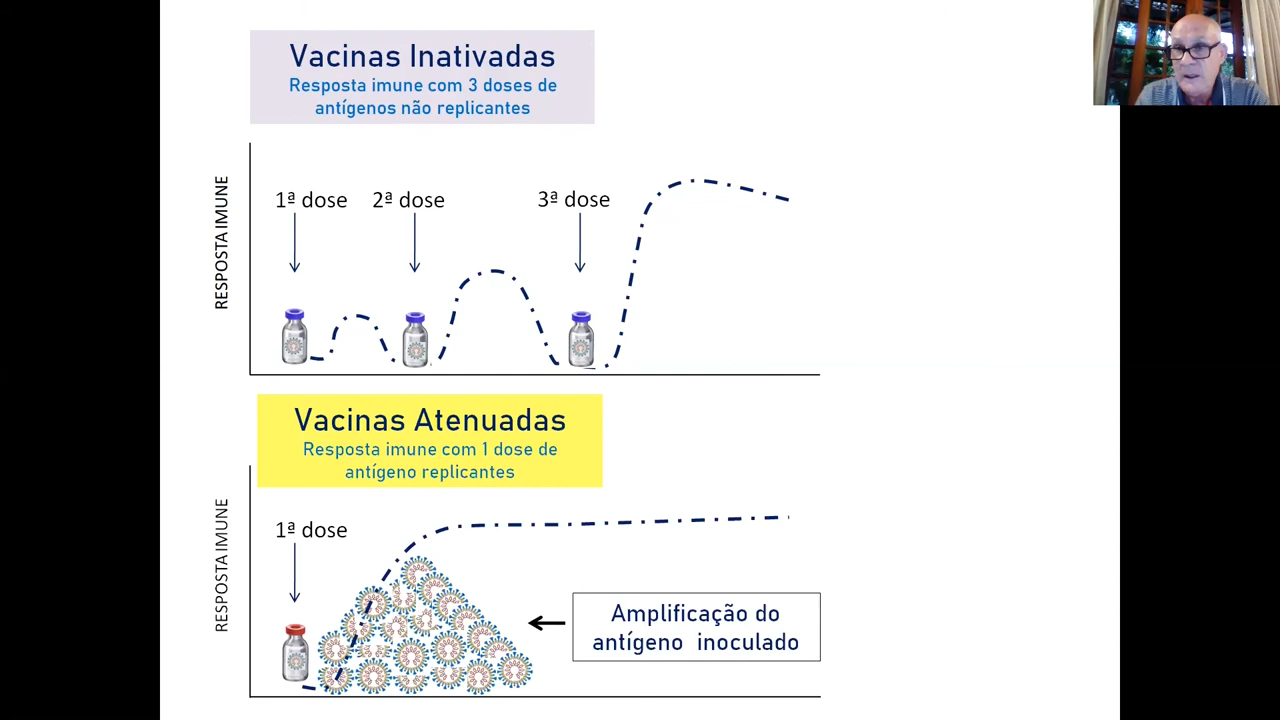 Vacinas Inativadas
Resposta imune com 3 doses de
antígenos não replicantes
RESPOSTA IMUNE
1ª dose
2ª dose
3ª dose
Vacinas Atenuadas
Resposta imune com 1 dose de
antígeno replicantes
RESPOSTA IMUNE
1ª dose
Amplificação do
antígeno inoculado